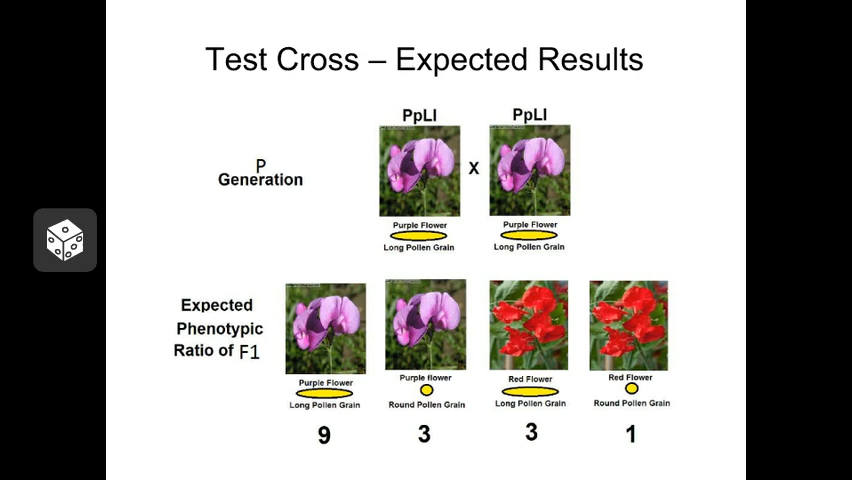 Test Cross – Expected Results
PpLl
PpLl
P
Generation
X
Purple Flower
Long Pollen Grain
Purple Flower
Long Pollen Grain
Expected
Phenotypic
Ratio of F1
Purple Flower
Long Pollen Grain
Purple flower
Round Pollen Grain
Red Flower
Long Pollen Grain
Red Flower
Round Pollen Grain
9
3
3
1